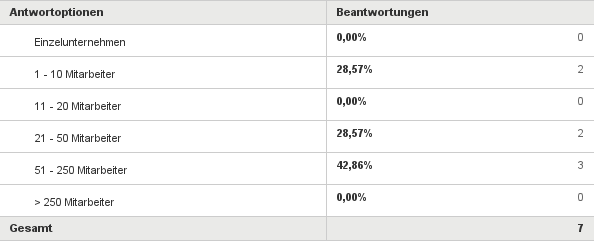 Antwortoptionen Beantwortungen
Einzelunternehmen 0,00% 0
1 - 10 Mitarbeiter 28,57% 2
11 - 20 Mitarbeiter 0,00% 0
21 - 50 Mitarbeiter 28,57% 2
51 - 250 Mitarbeiter 42,86% 3
> 250 Mitarbeiter 0,00% 0
Gesamt 7